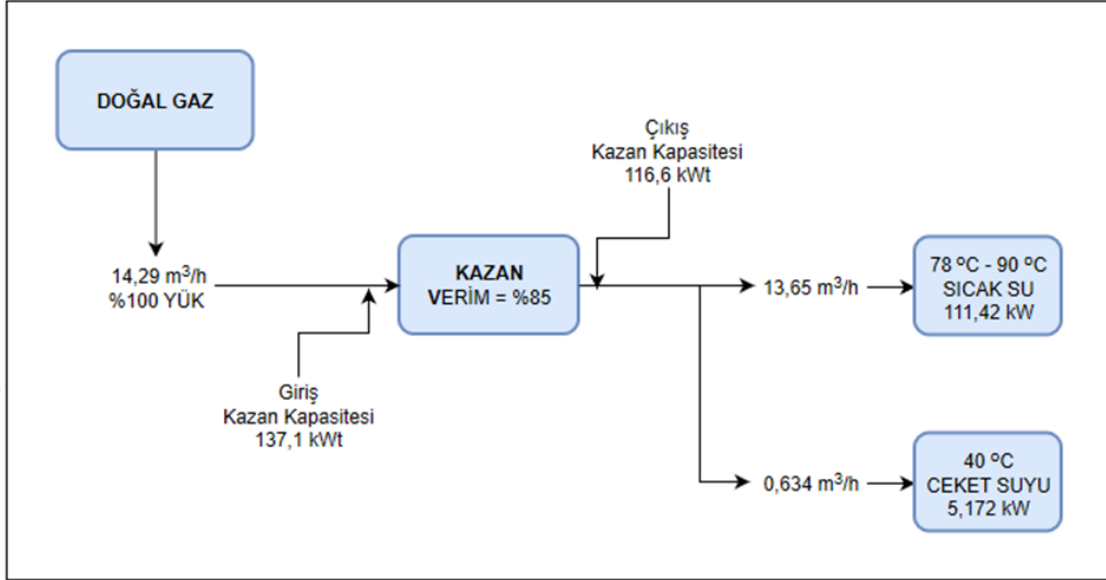 DOĞAL GAZ
14,29 m³/h
%100 YÜK
Giriş
Kazan Kapasitesi
137,1 kWt
KAZAN
VERİM = %85
Çıkış
Kazan Kapasitesi
116,6 kWt
13,65 m³/h
78 ºC - 90 ºC
SICAK SU
111,42 kW
0,634 m³/h
40 ºC
CEKET SUYU
5,172 kW